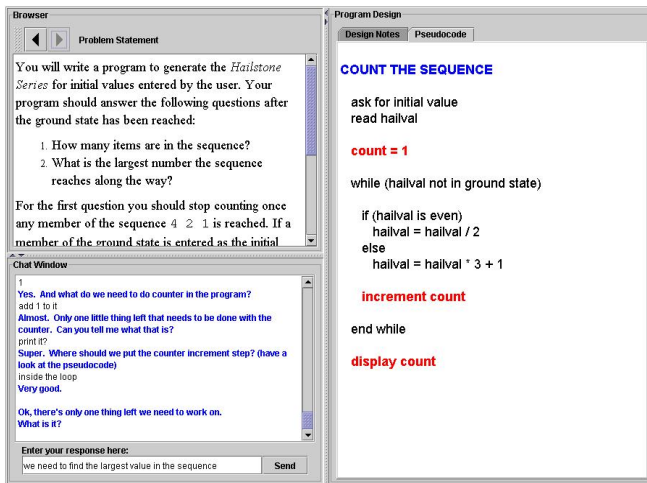 Browser
Problem Statement
You will write a program to generate the Hailstone
Series for initial values entered by the user. Your
program should answer the following questions after
the ground state has been reached:
1. How many items are in the sequence?
2. What is the largest number the sequence
reaches along the way?
For the first question you should stop counting once
any member of the sequence 4 2 1 is reached. If a
member of the ground state is entered as the initial
Chat Window
1
Yes. And what do we need to do counter in the program?
add 1 to it
Almost. Only one little thing left that needs to be done with the
counter. Can you tell me what that is?
print it?
Super. Where should we put the counter increment step? (have a
look at the pseudocode)
inside the loop
Very good.
Ok, there's only one thing left we need to work on.
What is it?
Enter your response here:
we need to find the largest value in the sequence
Send
Program Design
Design Notes Pseudocode
COUNT THE SEQUENCE
ask for initial value
read hailval
count = 1
while (hailval not in ground state)
if (hailval is even)
hailval = hailval / 2
else
hailval = hailval * 3 + 1
increment count
end while
display count